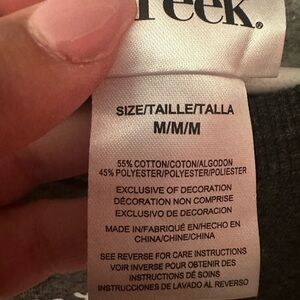 reek.
SIZE/TAILLE/TALLA
M/M/M
55% COTTON/COTON/ALGODON
45% POLYESTER/POLYESTER/POLIESTER
EXCLUSIVE OF DECORATION
DÉCORATION NON COMPRISE
EXCLUSIVO DE DECORACION
MADE IN/FABRIQUÉ EN/HECHO EN
CHINA/CHINE/CHINA
SEE REVERSE FOR CARE INSTRUCTIONS
VOIR INVERSE POUR OBTENIR DES
INSTRUCTIONS DE SOINS
INSTRUCCIONES DE LAVADO AL REVERSO